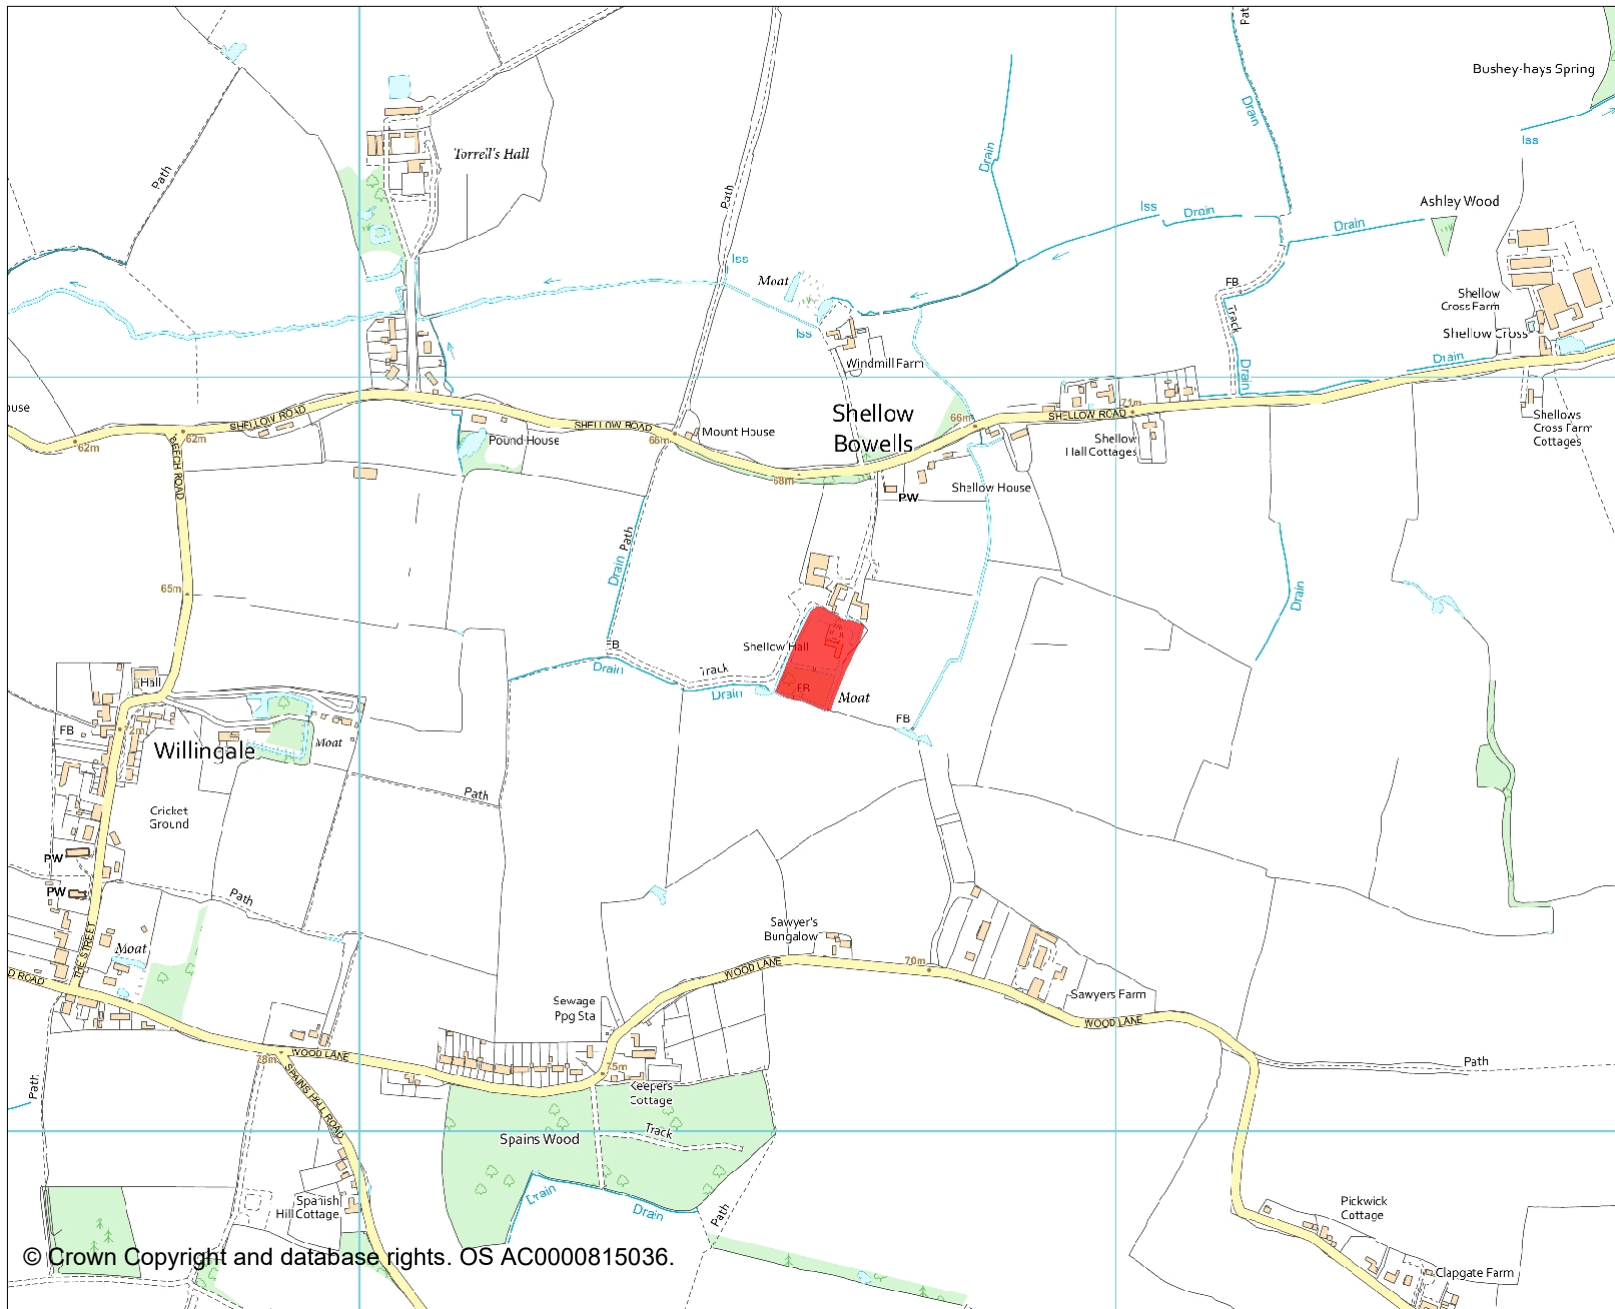 Path
Bushey-hays Spring
Drain
Iss
Drain
Torrell's Hall
Path
Path
Ashley Wood
Iss
Drain
Drain
Iss
Moat
FB
Shellow
Cross Farm
Track
Iss
Shellow Cross
Windmill Farm
Drain
Drain
Shellow
Bowells
SHELLOW ROAD
66m
SHELLOW ROAD
71m
Shellows
Cross Farm
Cottages
62m
62m
Pound House
SHELLOW ROAD
66m
Mount House
Shellow
Hall Cottages
BEECH ROAD
68m
PW
Shellow House
Path
Drain
Drain
65m
FB
Shellow Hall
Drain
Track
Drain
FB
Moat
Hall
FB
72m
Willingale
Moat
FB
Path
Cricket
Ground
PW
PW
Path
Moat
THE STREET
D ROAD
Sawyer's
Bungalow
WOOD LANE
70m
Sawyers Farm
WOOD LANE
Sewage
Ppg Sta
78m
WOOD LANE
75m
Keepers
Cottage
Path
Path
SPAINS HALL ROAD
Spains Wood
Track
Spanish
Hill Cottage
Drain
Drain
Path
Pickwick
Cottage
Clapgate Farm
© Crown Copyright and database rights. OS AC0000815036.